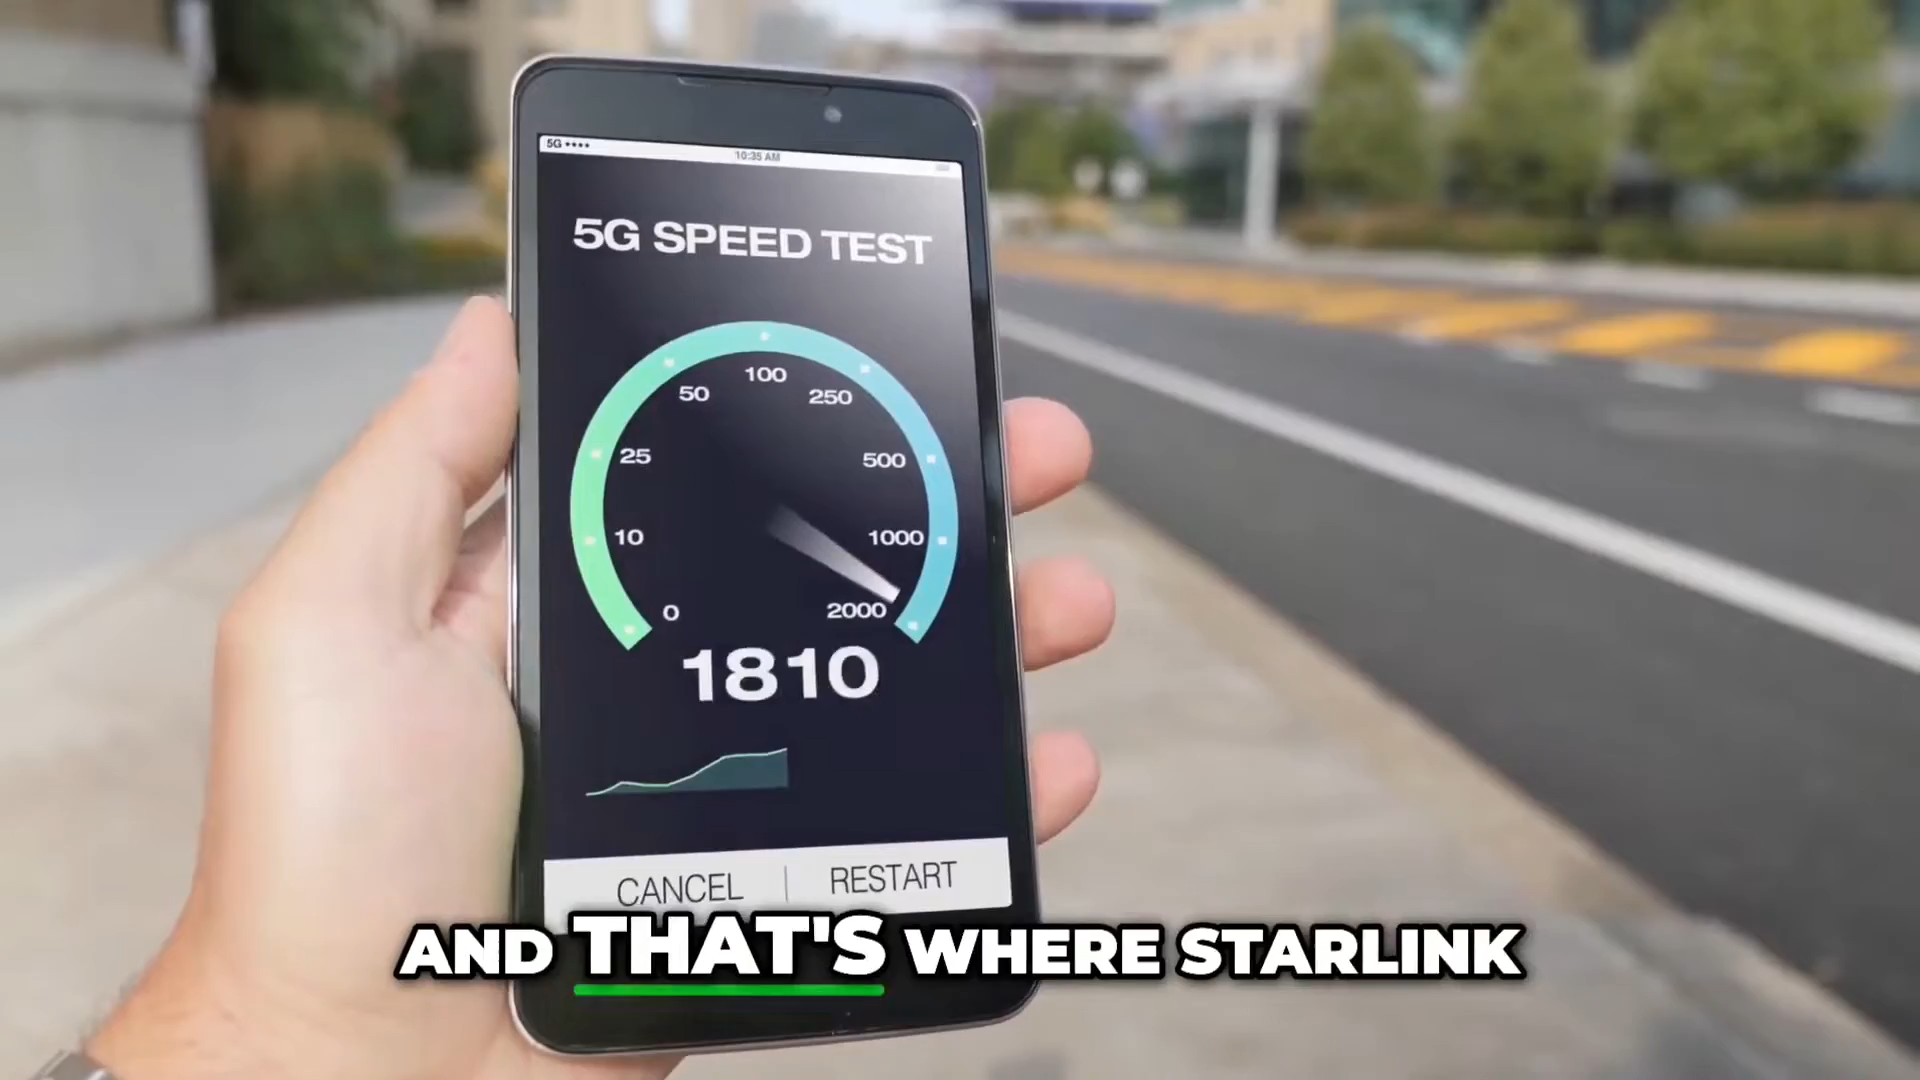 5G
10:35 AM
5G SPEED TEST
100
50
250
25
500
10
1000
0
2000
1810
CANCEL | RESTART
AND THAT'S WHERE STARLINK